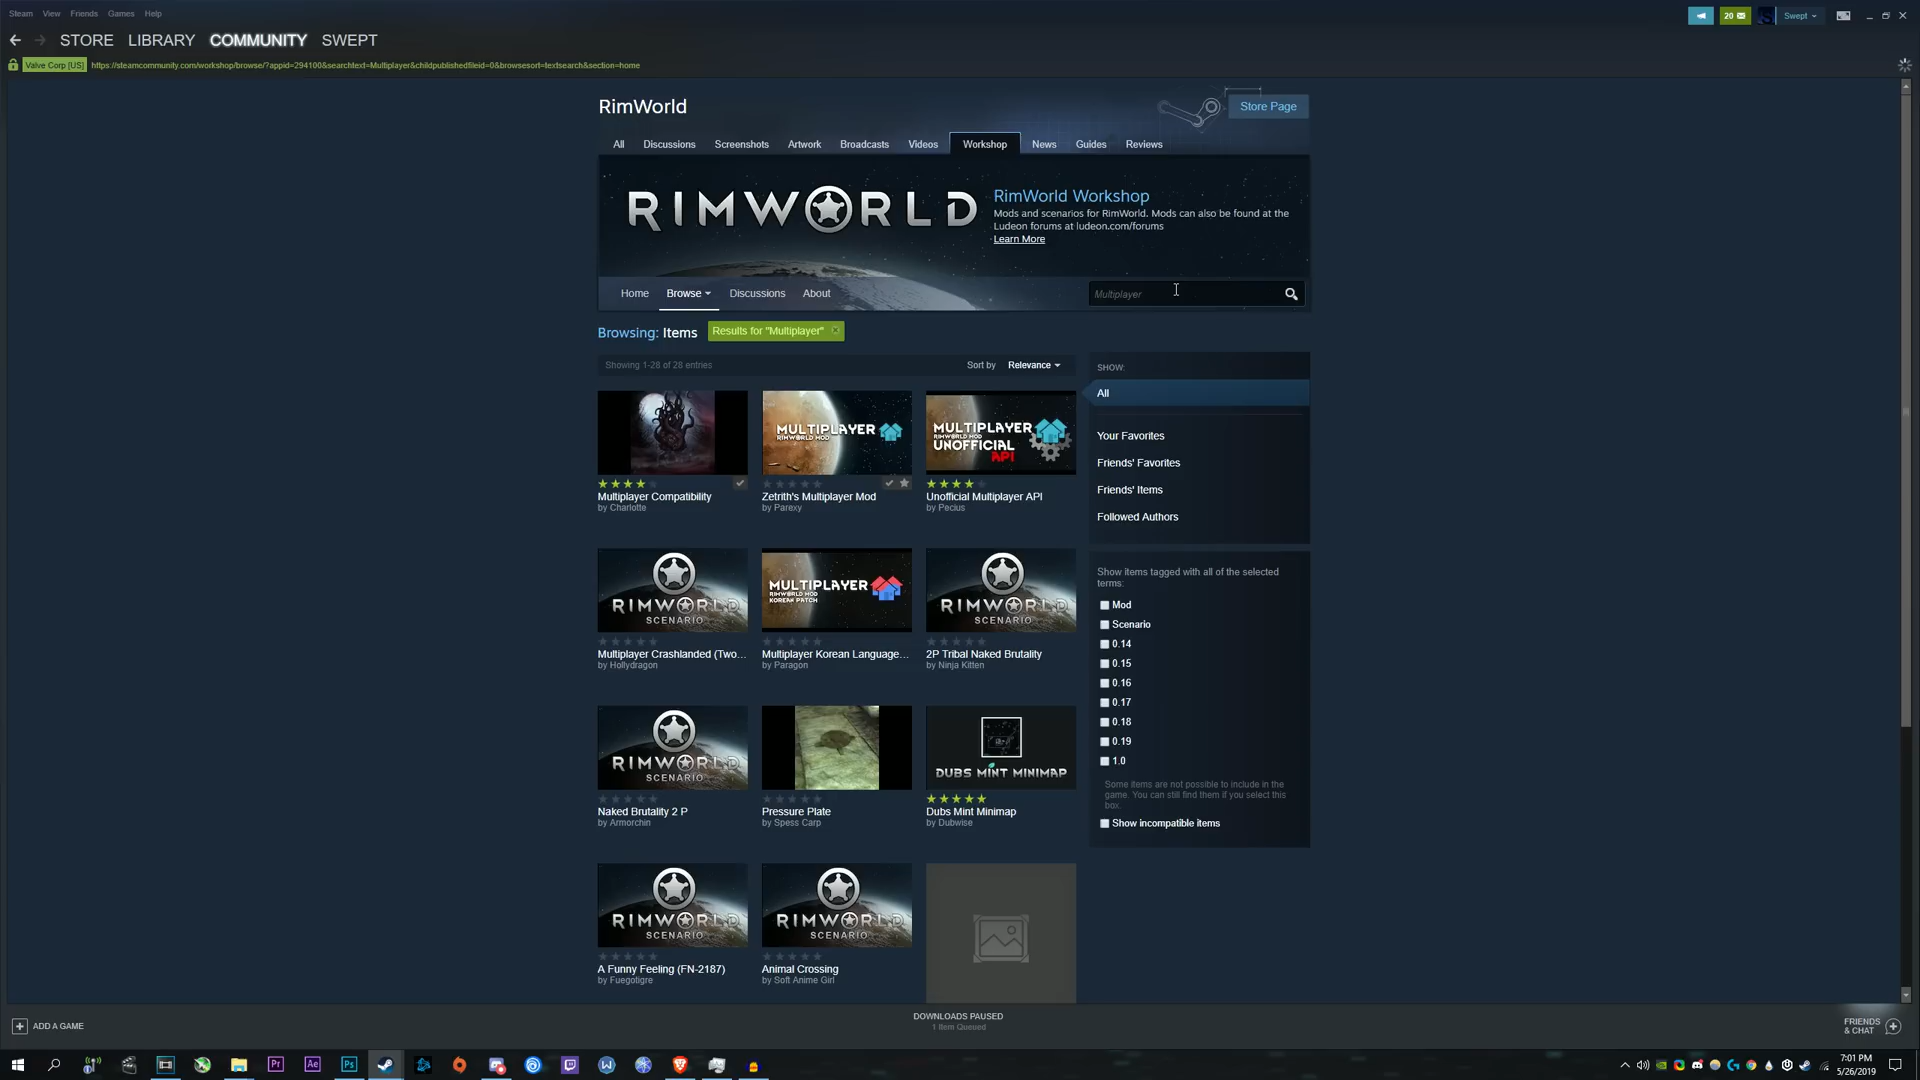 Steam View Friends Games Help
20
Swept
STORE LIBRARY COMMUNITY SWEPT
Valve Corp [US] https://steamcommunity.com/workshop/browse/?appid=294100&searchtext=Multiplayer&childpublishedfileid=0&browsesort=textsearch&section=home
RimWorld
Store Page
All Discussions Screenshots Artwork Broadcasts Videos Workshop News Guides Reviews
RIMWORLD
RimWorld Workshop
Mods and scenarios for RimWorld. Mods can also be found at the
Ludeon forums at ludeon.com/forums
Learn More
Home Browse Discussions About
Multiplayer
Browsing: Items
Results for "Multiplayer"
Showing 1-28 of 28 entries
Sort by Relevance
MULTIPLAYER
RIMWORLD MOD
MULTIPLAYER
RIMWORLD MOD
UNOFFICIAL
API
Multiplayer Compatibility
by Charlotte
Zetrith's Multiplayer Mod
by Parexy
Unofficial Multiplayer API
by Pecius
RIMWORLD
SCENARIO
MULTIPLAYER
RIMWORLD MOD
KOREAN PATCH
RIMWORLD
SCENARIO
Multiplayer Crashlanded (Two...
by Hollydragon
Multiplayer Korean Language...
by Paragon
2P Tribal Naked Brutality
by Ninja Kitten
RIMWORLD
SCENARIO
DUBS MINT MINIMAP
Naked Brutality 2 P
by Armorchin
Pressure Plate
by Spess Carp
Dubs Mint Minimap
by Dubwise
RIMWORLD
SCENARIO
RIMWORLD
SCENARIO
A Funny Feeling (FN-2187)
by Fuegotigre
Animal Crossing
by Soft Anime Girl
SHOW:
All
Your Favorites
Friends' Favorites
Friends' Items
Followed Authors
Show items tagged with all of the selected
terms:
Mod
Scenario
0.14
0.15
0.16
0.17
0.18
0.19
1.0
Some items are not possible to include in the
game. You can still find them if you select this
box.
Show incompatible items
ADD A GAME
DOWNLOADS PAUSED
1 Item Queued
FRIENDS
& CHAT
Pr Ae Ps
7:01 PM
5/26/2019